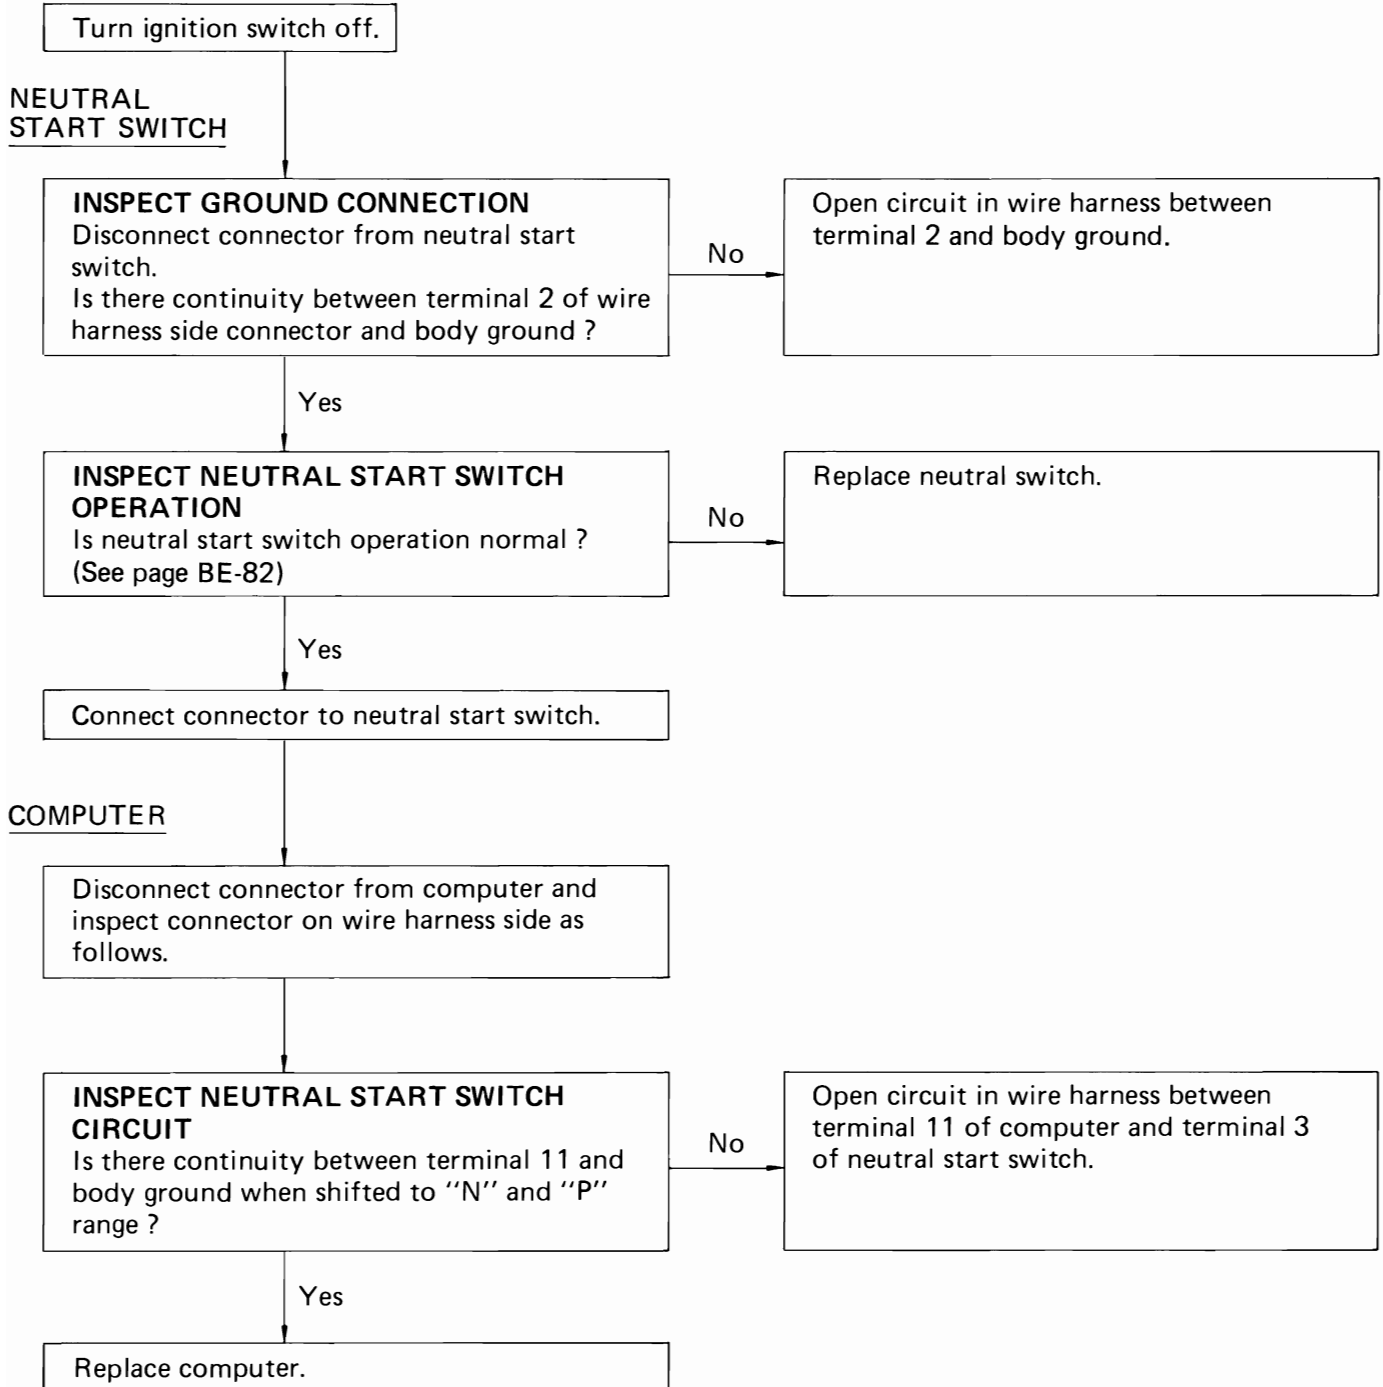 Turn ignition switch off.
NEUTRAL
START SWITCH
INSPECT GROUND CONNECTION
Disconnect connector from neutral start
switch.
Is there continuity between terminal 2 of wire
harness side connector and body ground ?
No
Open circuit in wire harness between
terminal 2 and body ground.
Yes
INSPECT NEUTRAL START SWITCH
OPERATION
Is neutral start switch operation normal ?
(See page BE-82)
No
Replace neutral switch.
Yes
Connect connector to neutral start switch.
COMPUTER
Disconnect connector from computer and
inspect connector on wire harness side as
follows.
INSPECT NEUTRAL START SWITCH
CIRCUIT
Is there continuity between terminal 11 and
body ground when shifted to ‘‘N’’ and ‘‘P’’
range ?
No
Open circuit in wire harness between
terminal 11 of computer and terminal 3
of neutral start switch.
Yes
Replace computer.